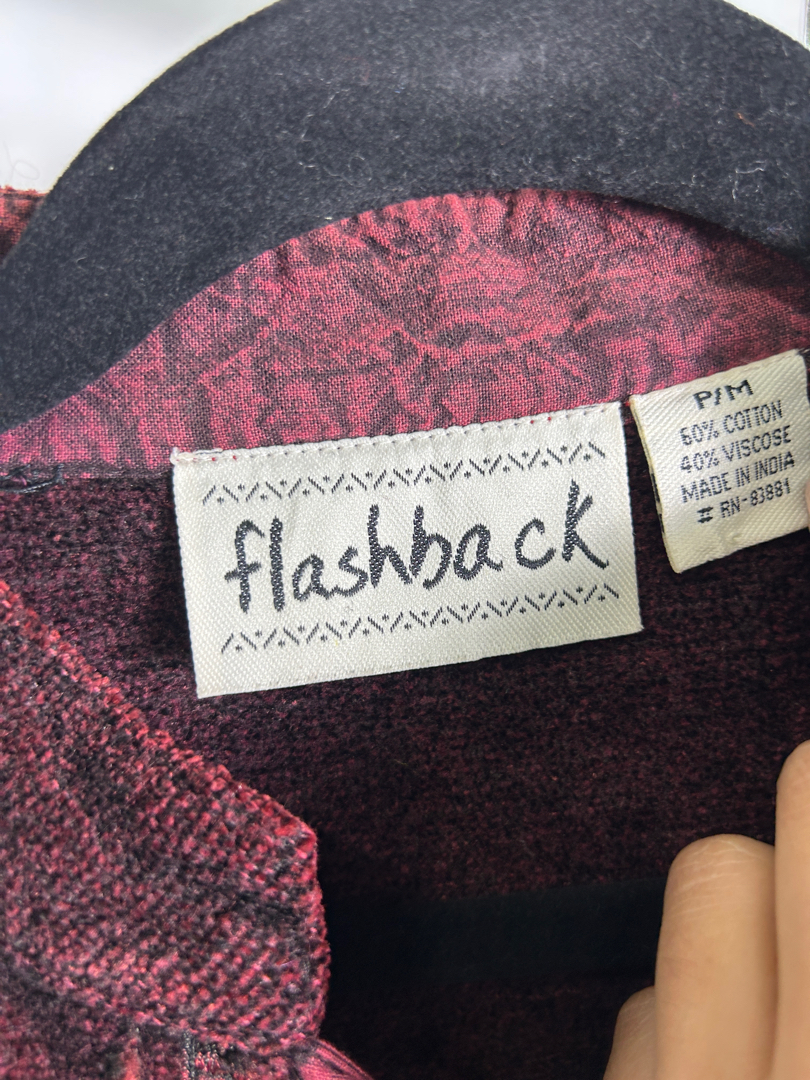 flashback
P/M
60% COTTON
40% VISCOSE
MADE IN INDIA
# RN-83881